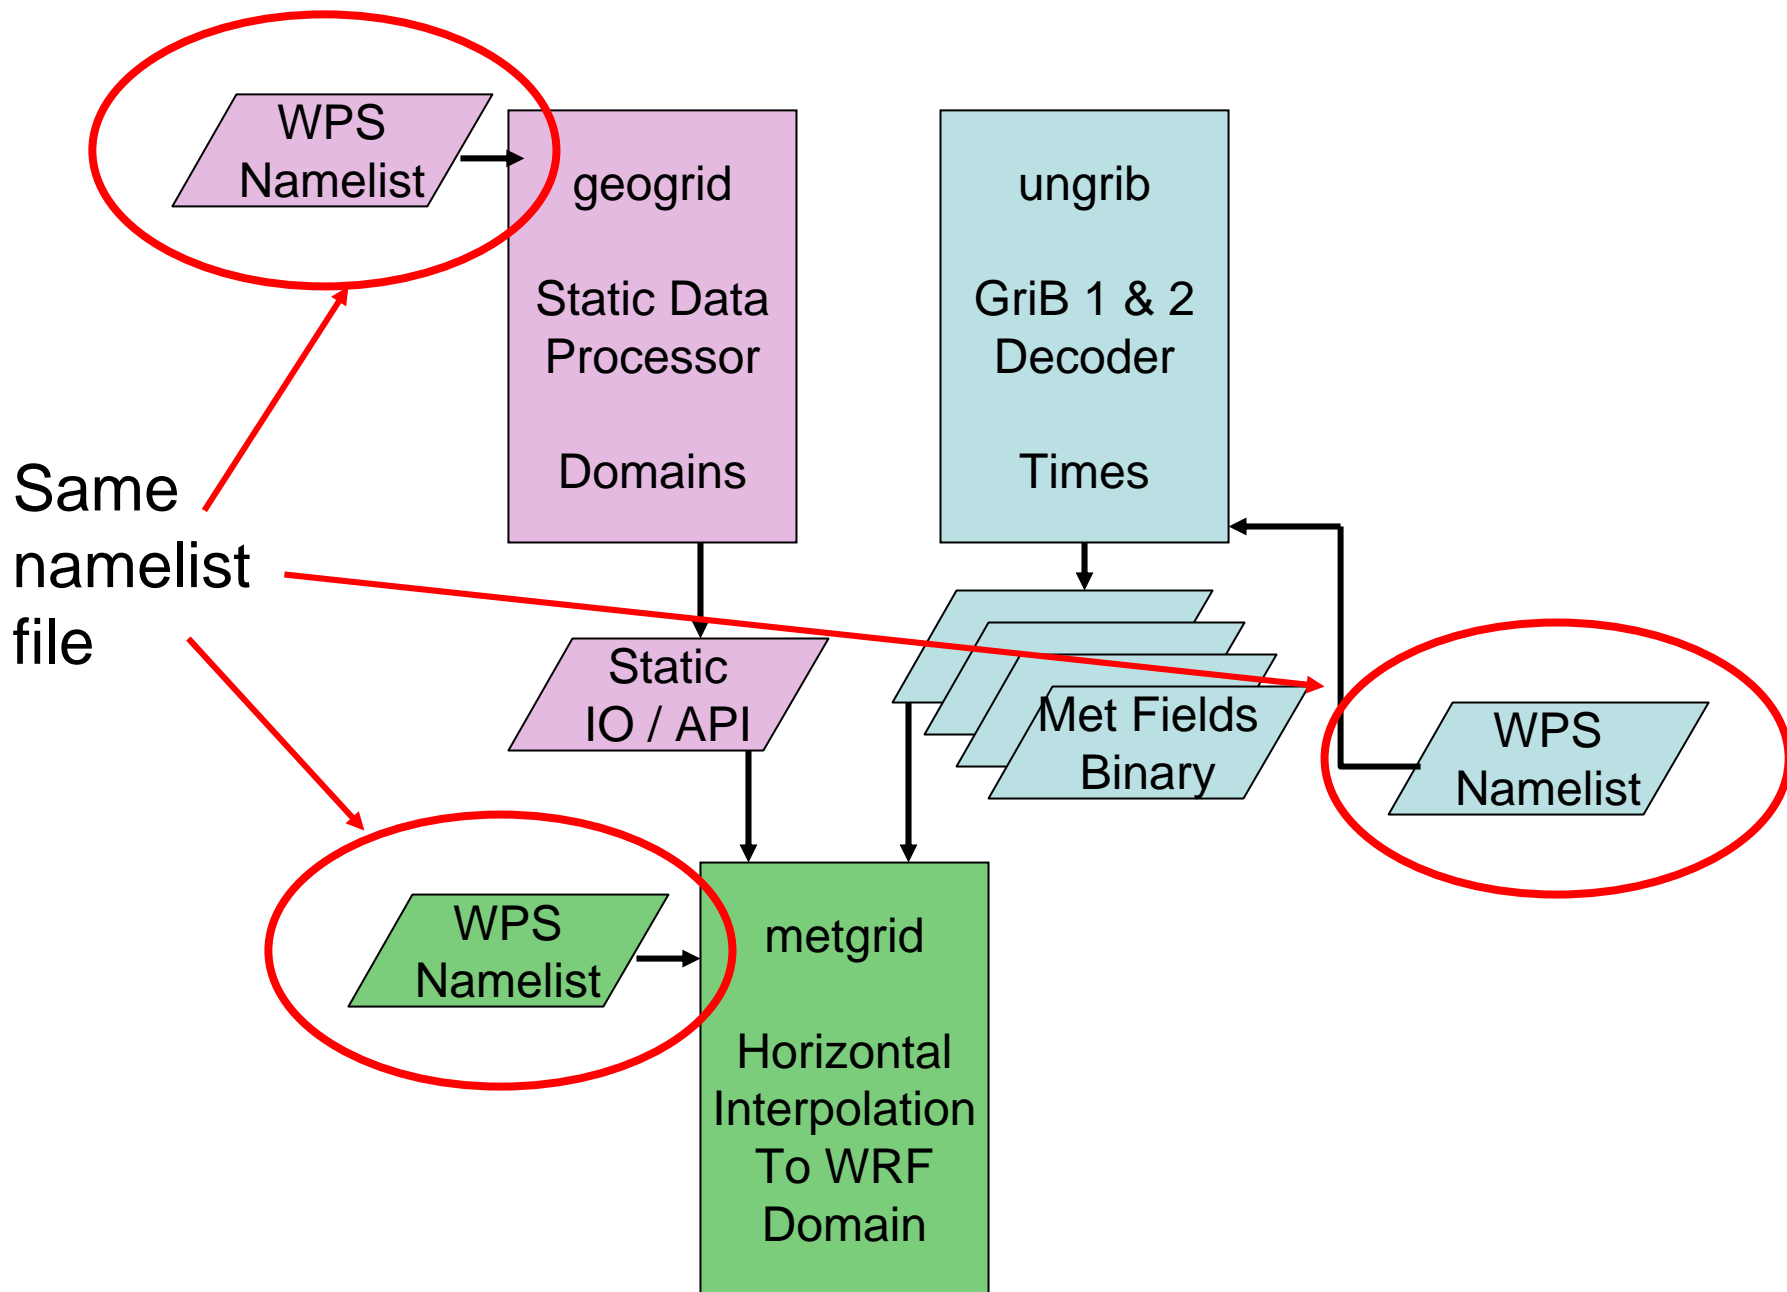 WPS
Namelist
geogrid
Static Data
Processor
Domains
ungrib
GriB 1 & 2
Decoder
Times
Same
namelist
file
Static
IO / API
Met Fields
Binary
WPS
Namelist
WPS
Namelist
metgrid
Horizontal
Interpolation
To WRF
Domain